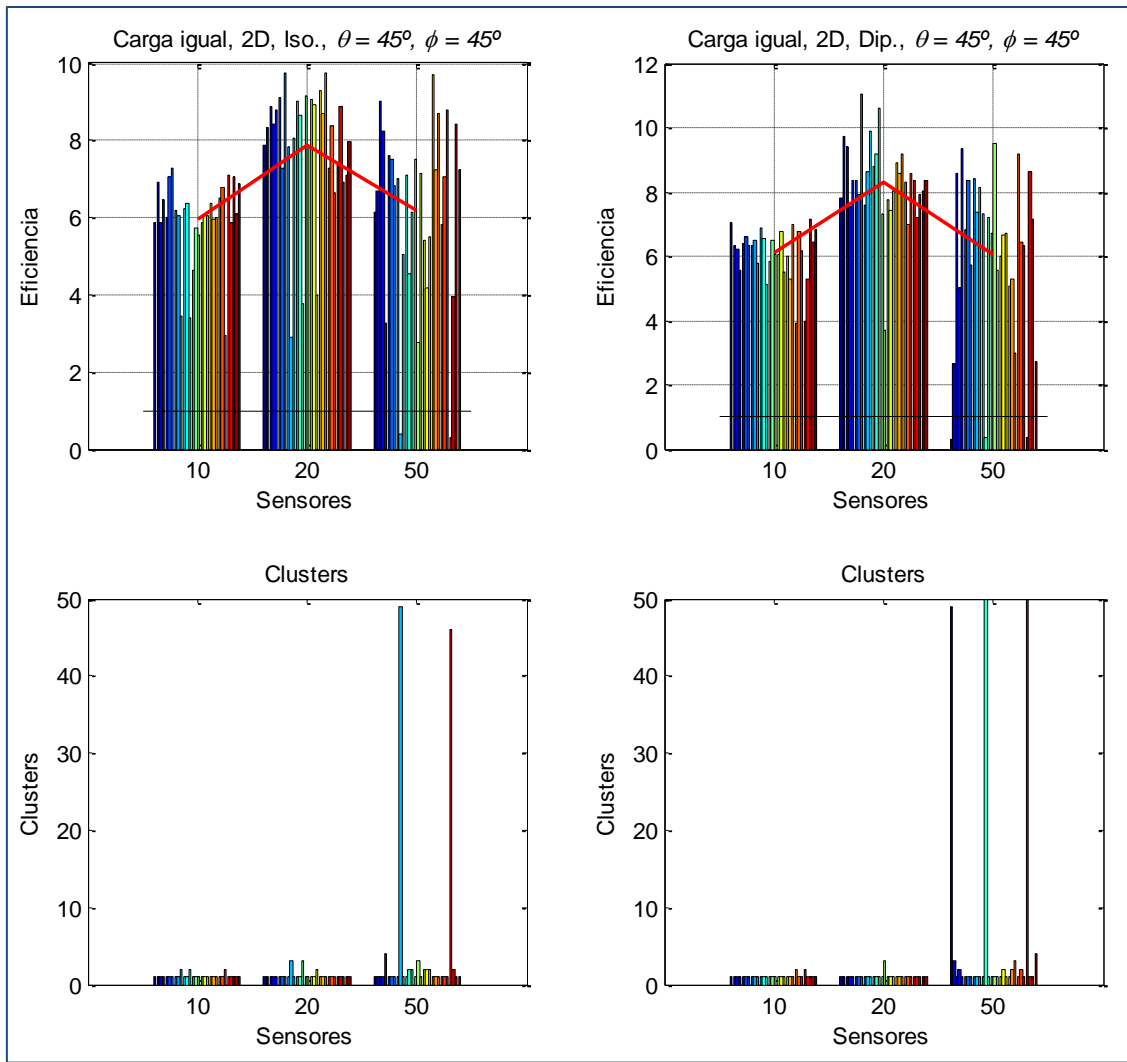 Carga igual, 2D, Iso., θ = 45º, ϕ = 45º
10
8
6
4
2
0
Eficiencia
10 20 50
Sensores
Carga igual, 2D, Dip., θ = 45º, ϕ = 45º
12
10
8
6
4
2
0
Eficiencia
10 20 50
Sensores
Clusters
50
40
30
20
10
0
Clusters
10 20 50
Sensores
Clusters
50
40
30
20
10
0
Clusters
10 20 50
Sensores